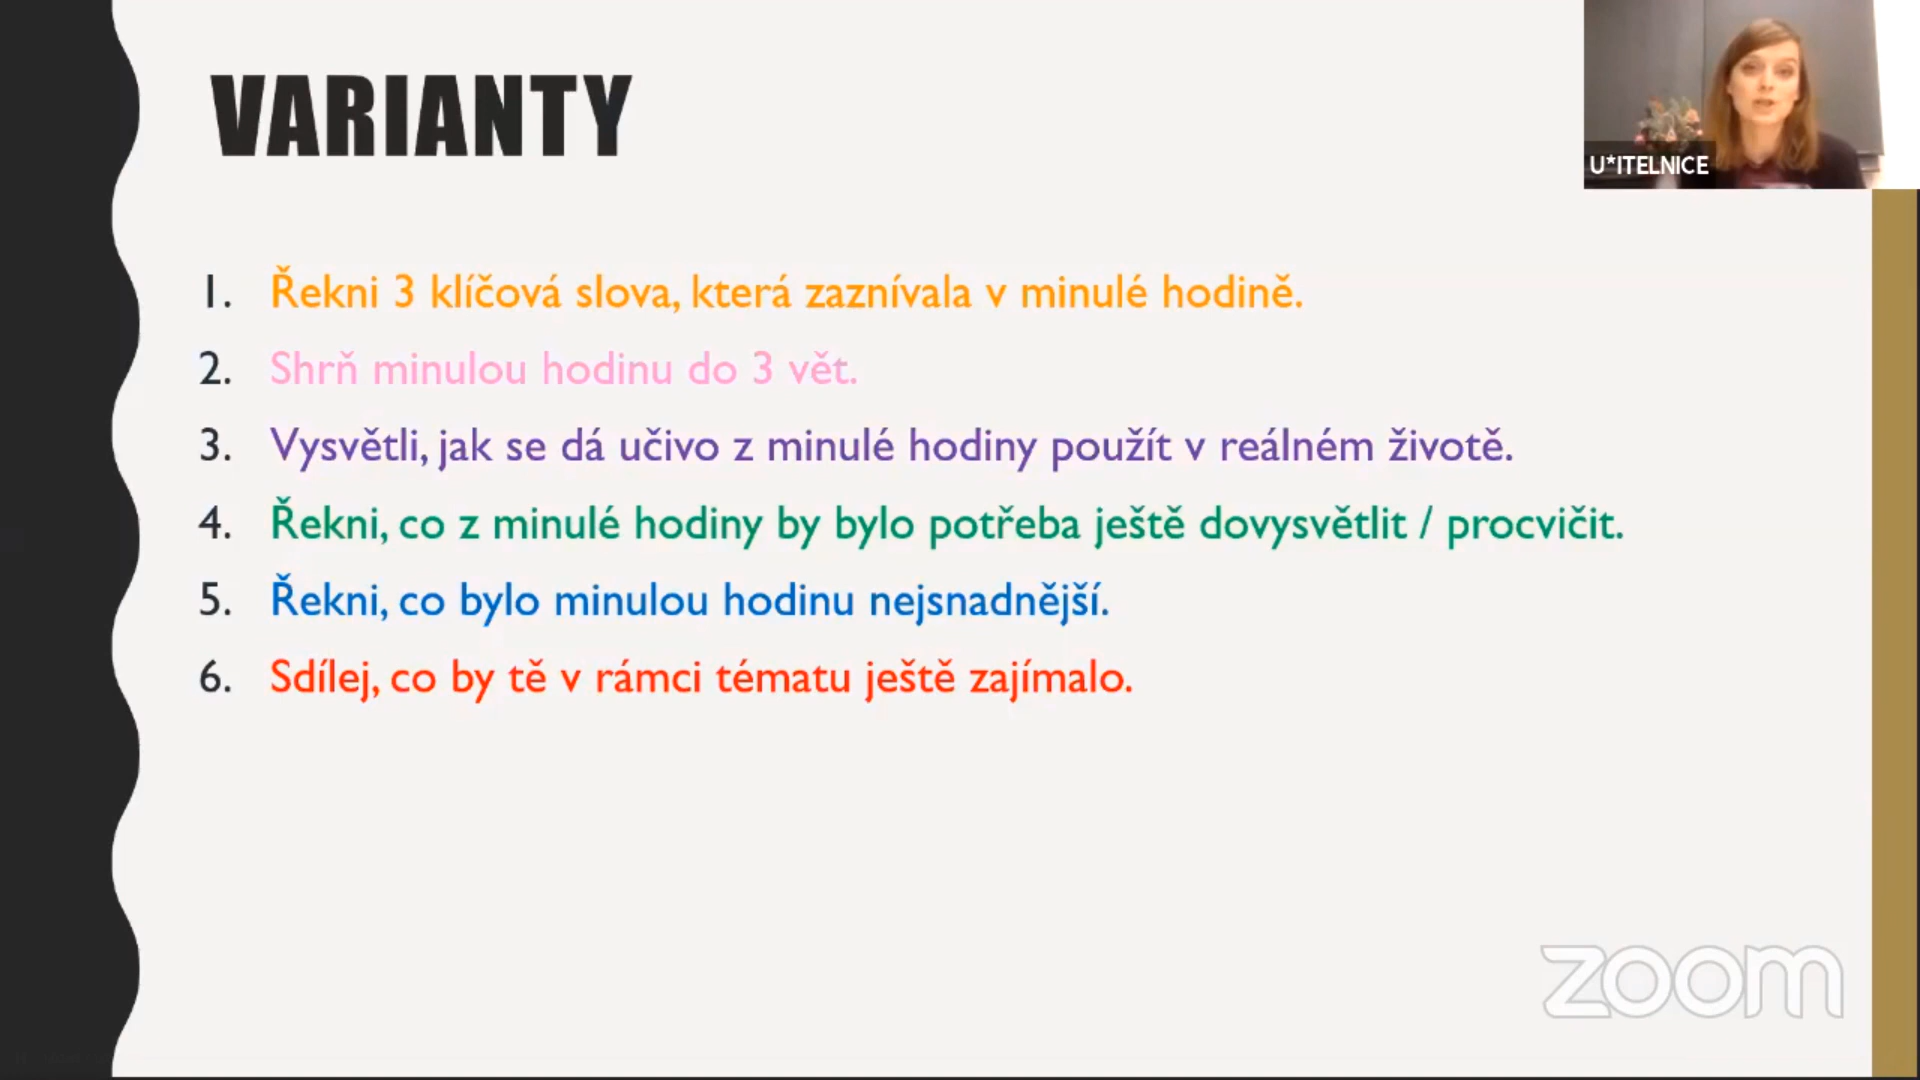 VARIANTY
U*ITELNICE
1. Řekni 3 klíčová slova, která zaznívala v minulé hodině.
2. Shrň minulou hodinu do 3 vět.
3. Vysvětli, jak se dá učivo z minulé hodiny použít v reálném životě.
4. Řekni, co z minulé hodiny by bylo potřeba ještě dovysvětlit / procvičit.
5. Řekni, co bylo minulou hodinu nejsnadnější.
6. Sdílej, co by tě v rámci tématu ještě zajímalo.
zoom